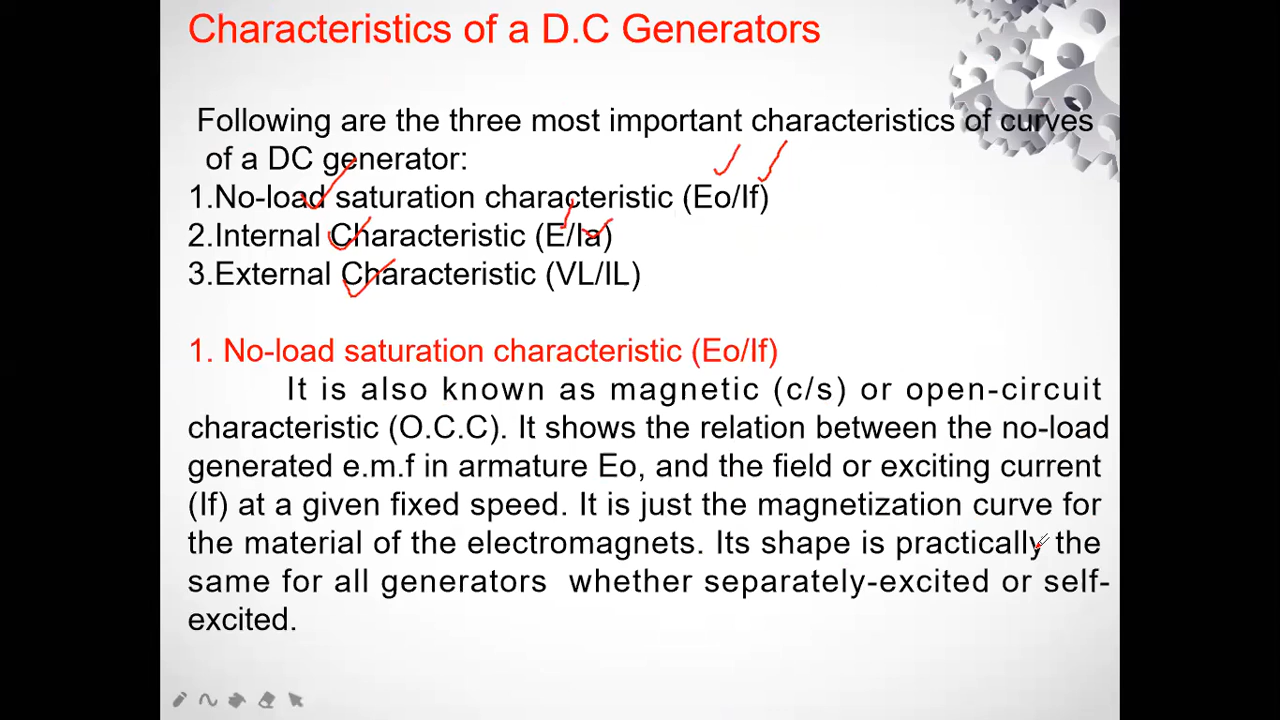 Characteristics of a D.C Generators
Following are the three most important characteristics of curves
of a DC generator:
1.No-load saturation characteristic (Eo/If)
2.Internal Characteristic (E/Ia)
3.External Characteristic (VL/IL)
1. No-load saturation characteristic (Eo/If)
It is also known as magnetic (c/s) or open-circuit
characteristic (O.C.C). It shows the relation between the no-load
generated e.m.f in armature Eo, and the field or exciting current
(If) at a given fixed speed. It is just the magnetization curve for
the material of the electromagnets. Its shape is practically the
same for all generators whether separately-excited or self-
excited.